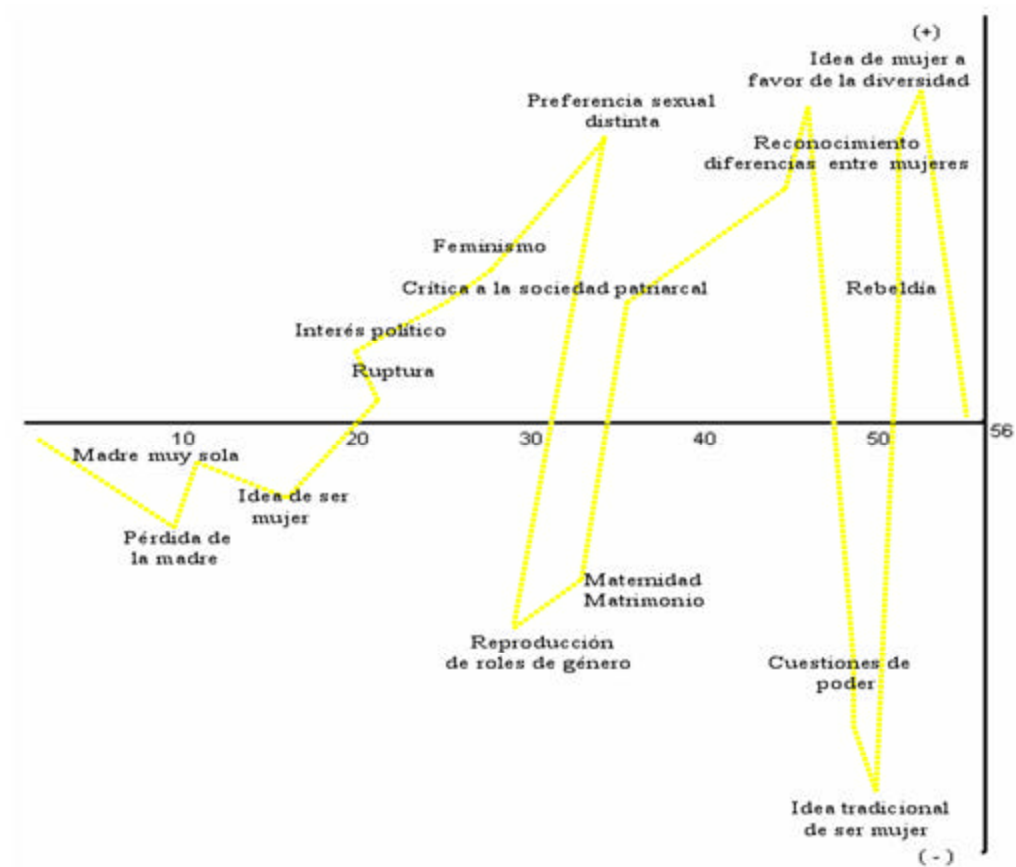 (+)
Idea de mujer a
favor de la diversidad
Preferencia sexual
distinta
Reconocimiento
diferencias entre mujeres
Feminismo
Crítica a la sociedad patriarcal
Rebeldía
Interés político
Ruptura
10
20
30
40
50
56
Madre muy sola
Idea de ser
mujer
Pérdida de
la madre
Maternidad
Matrimonio
Reproducción
de roles de género
Cuestiones de
poder
Idea tradicional
de ser mujer
(-)